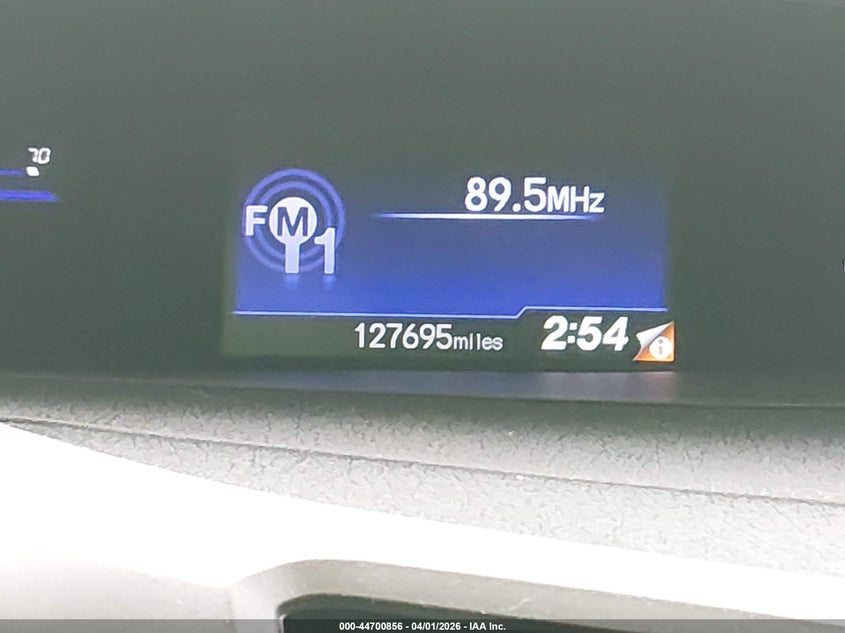 70
89.5MHz
FM1
127695miles 2:54 i
000-44700856 - 04/01/2026 - IAA Inc.